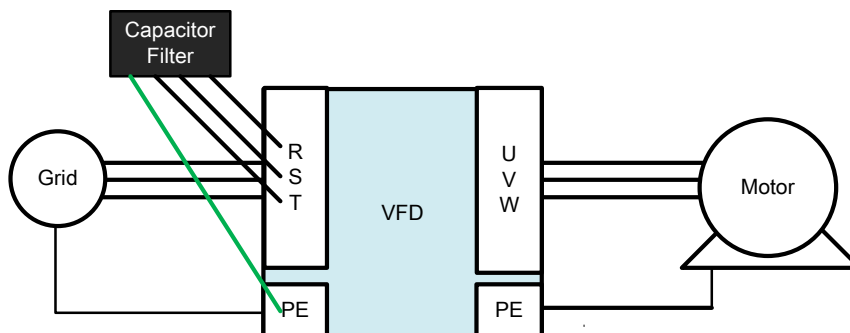 Capacitor
Filter
Grid
R
S
T
VFD
U
V
W
Motor
PE
PE